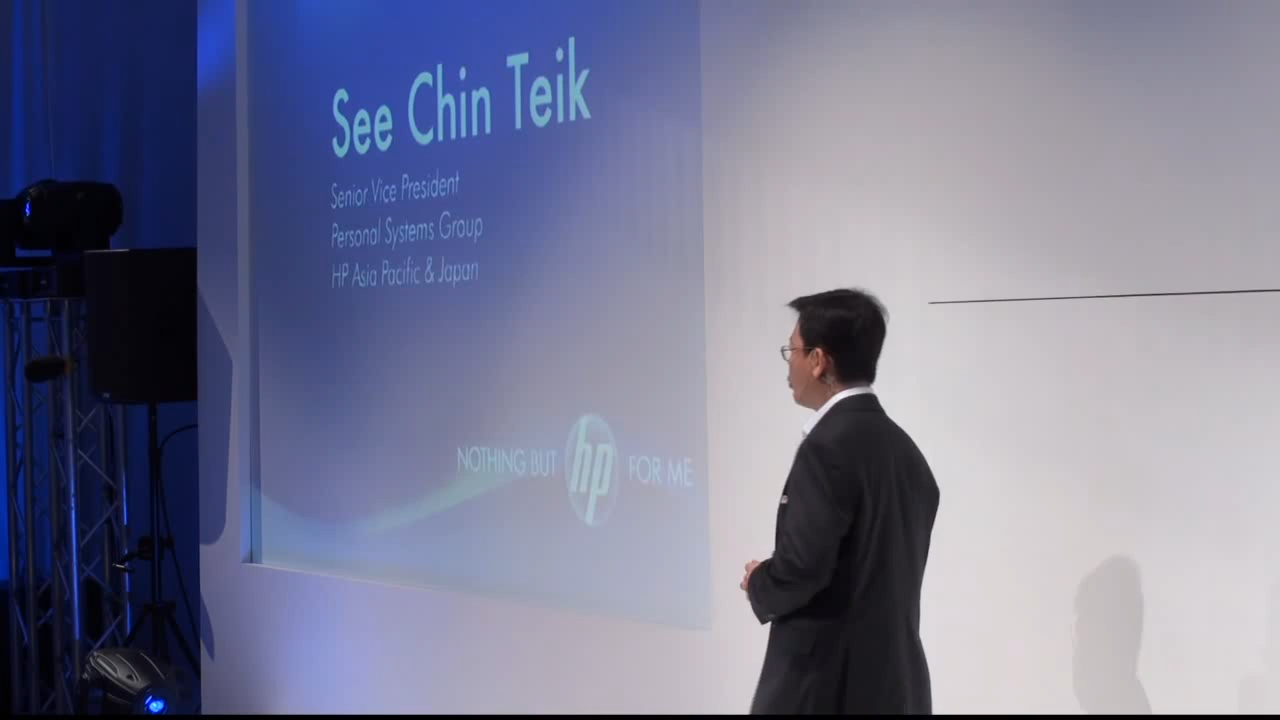 See Chin Teik
Senior Vice President
Personal Systems Group
HP Asia Pacific & Japan
NOTHING BUT hp FOR ME